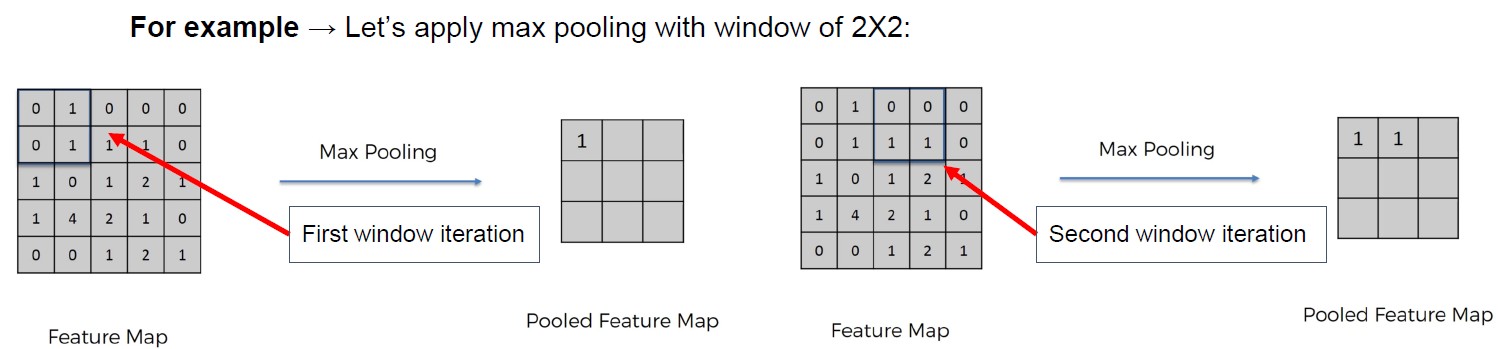 For example → Let's apply max pooling with window of 2X2:
0 1 0 0 0
0 1 1 1 0
1 0 1 2 1
1 4 2 1 0
0 0 1 2 1
Feature Map
Max Pooling
First window iteration
1
Pooled Feature Map
0 1 0 0 0
0 1 1 1 0
1 0 1 2 1
1 4 2 1 0
0 0 1 2 1
Feature Map
Max Pooling
Second window iteration
1 1
Pooled Feature Map